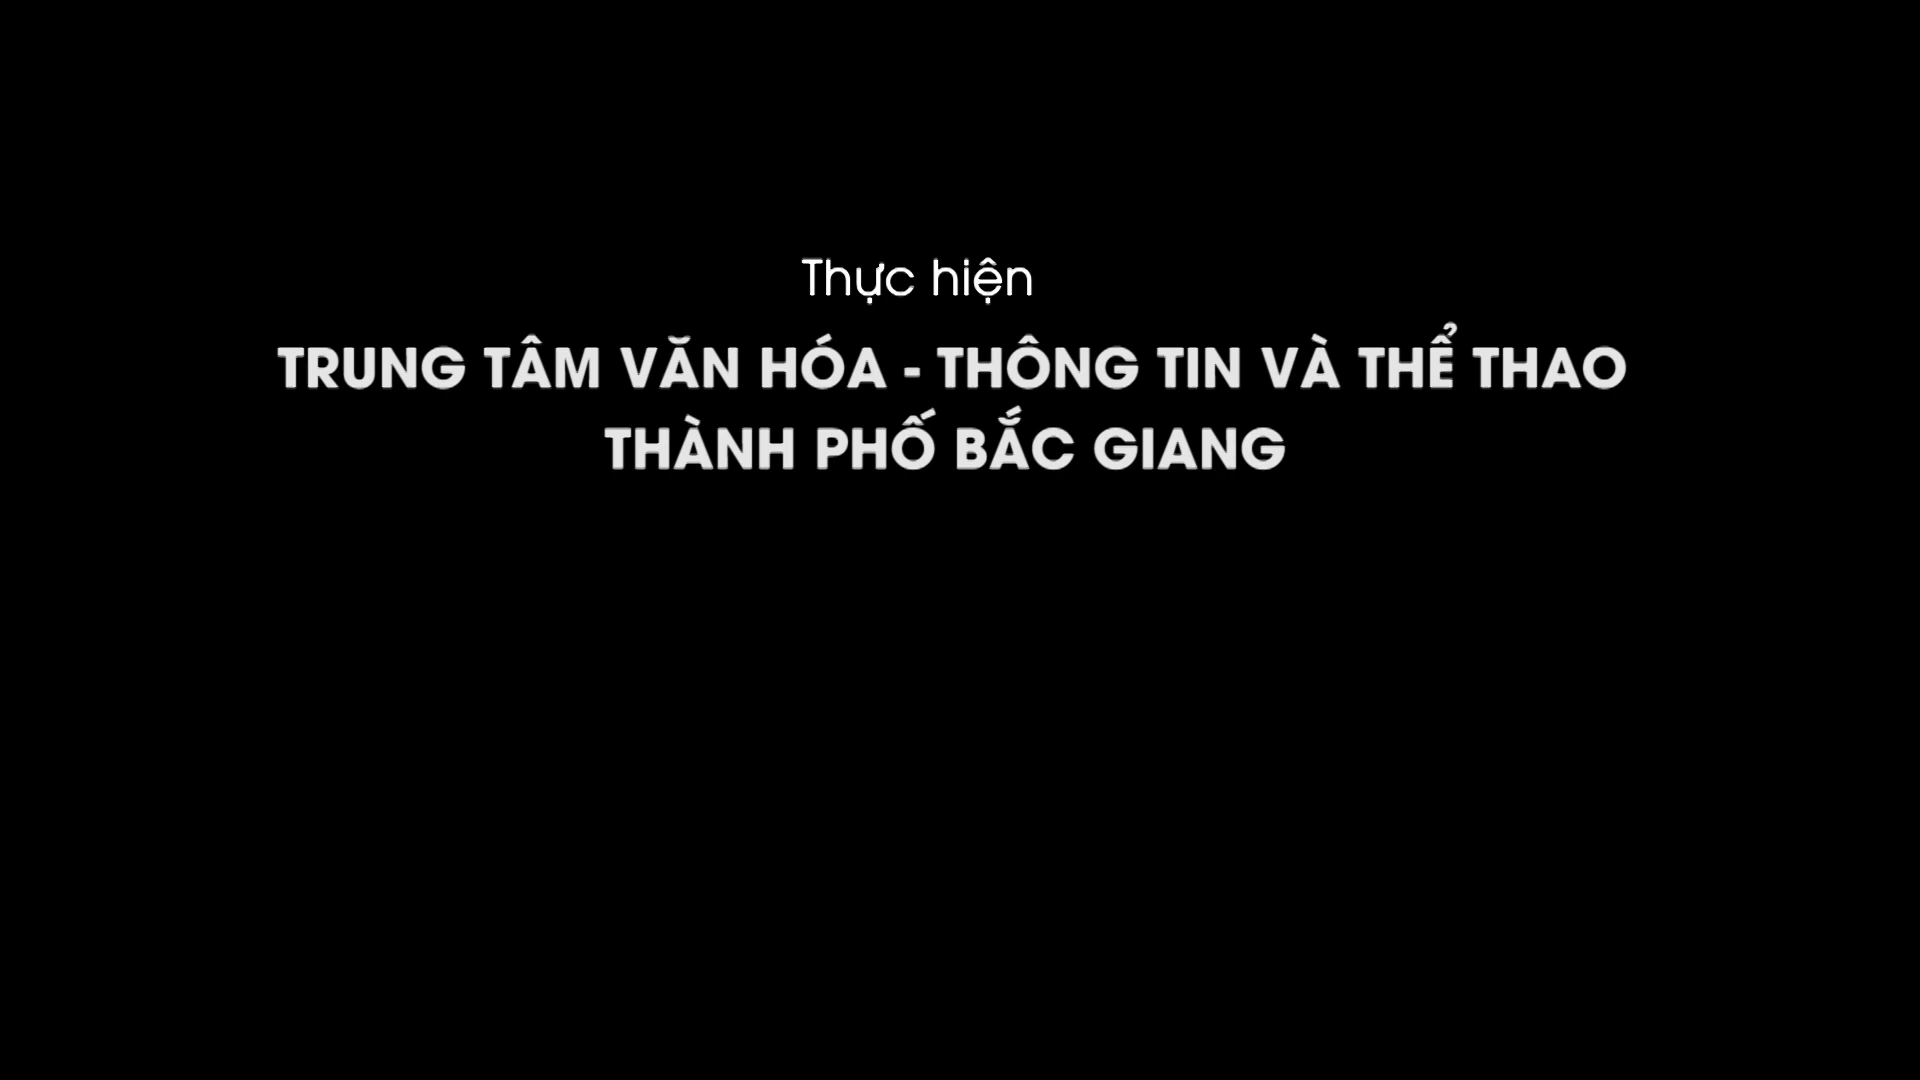 Thực hiện
TRUNG TÂM VĂN HÓA - THÔNG TIN VÀ THỂ THAO
THÀNH PHỐ BẮC GIANG